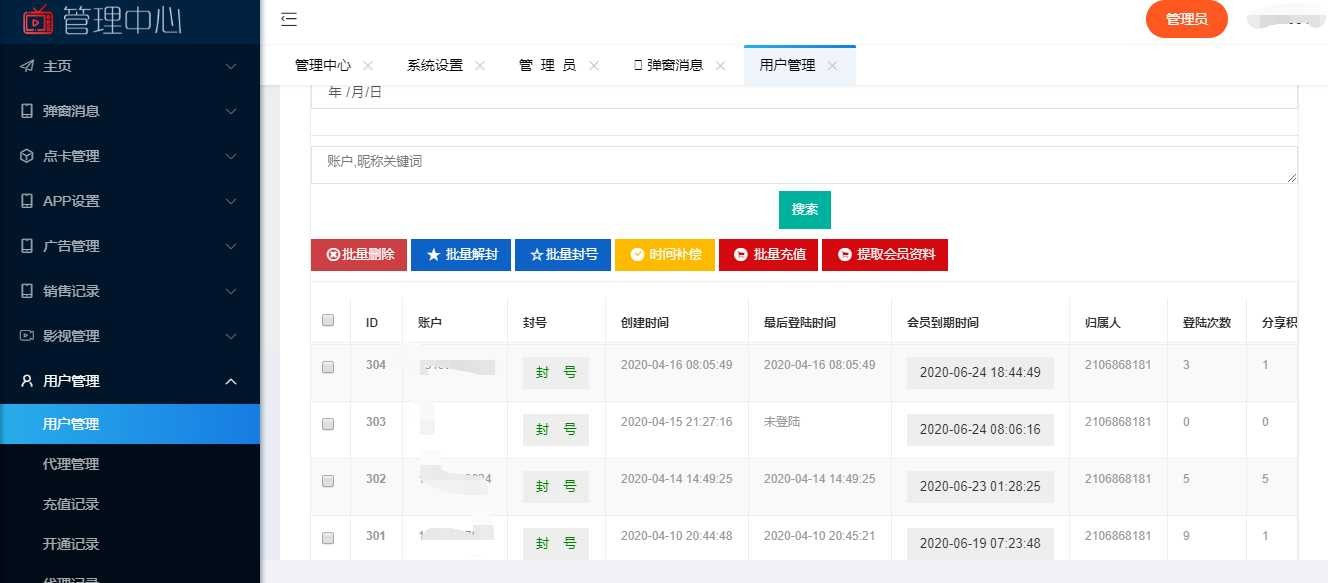 管理中心
管理员
主页
弹窗消息
点卡管理
APP设置
广告管理
销售记录
影视管理
用户管理
用户管理
代理管理
充值记录
开通记录
代理记录
管理中心 系统设置 管 理 员 弹窗消息 用户管理
年 /月/日
账户,昵称关键词
搜索
批量删除 批量解封 批量封号 时间补偿 批量充值 提取会员资料
ID 账户 封号 创建时间 最后登陆时间 会员到期时间 归属人 登陆次数 分享积
304 封 号 2020-04-16 08:05:49 2020-04-16 08:05:49 2020-06-24 18:44:49 2106868181 3 1
303 封 号 2020-04-15 21:27:16 未登陆 2020-06-24 08:06:16 2106868181 0 0
302 封 号 2020-04-14 14:49:25 2020-04-14 14:49:25 2020-06-23 01:28:25 2106868181 5 5
301 封 号 2020-04-10 20:44:48 2020-04-10 20:45:21 2020-06-19 07:23:48 2106868181 9 1